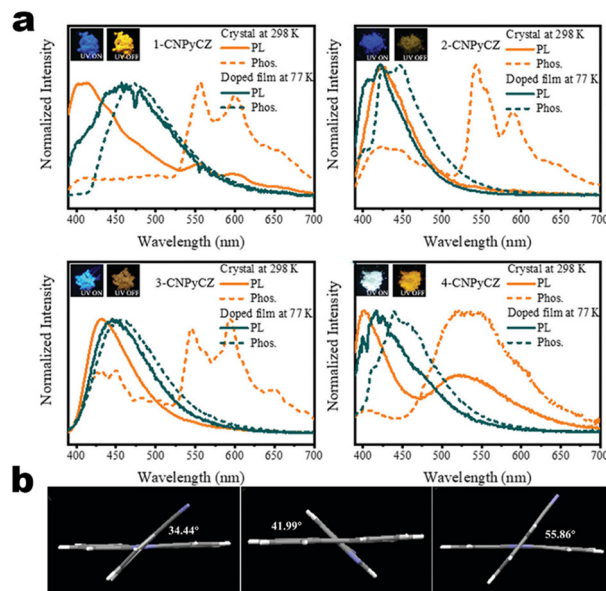 a
UV ON UV OFF 1-CNPyCZ
Crystal at 298 K
PL
Phos.
Doped film at 77 K
PL
Phos.
Normalized Intensity
400 450 500 550 600 650 700
Wavelength (nm)
UV ON UV OFF 2-CNPyCZ
Crystal at 298 K
PL
Phos.
Doped film at 77 K
PL
Phos.
Normalized Intensity
400 450 500 550 600 650 700
Wavelength (nm)
UV ON UV OFF 3-CNPyCZ
Crystal at 298 K
PL
Phos.
Doped film at 77 K
PL
Phos.
Normalized Intensity
400 450 500 550 600 650 700
Wavelength (nm)
UV ON UV OFF 4-CNPyCZ
Crystal at 298 K
PL
Phos.
Doped film at 77 K
PL
Phos.
Normalized Intensity
400 450 500 550 600 650 700
Wavelength (nm)
b
34.44°
41.99°
55.86°